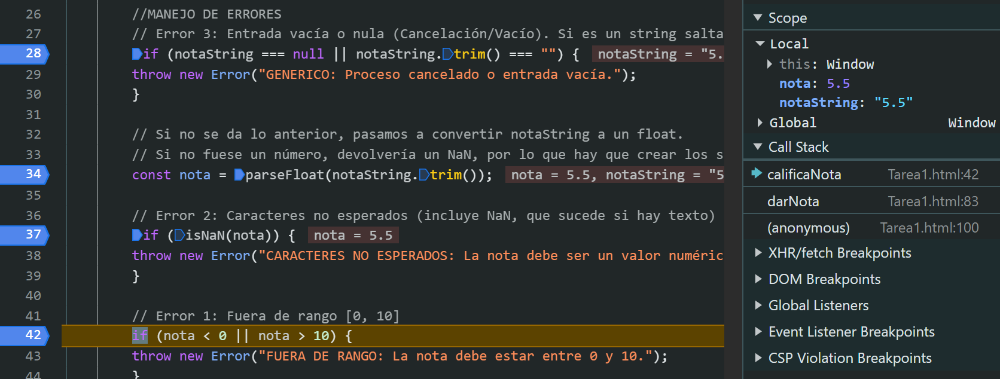 26 //MANEJO DE ERRORES
27 // Error 3: Entrada vacía o nula (Cancelación/Vacío). Si es un string salta
28 if (notaString === null || notaString.trim() === "") { notaString = "5.
29 throw new Error("GENERICO: Proceso cancelado o entrada vacía.");
30 }
31
32 // Si no se da lo anterior, pasamos a convertir notaString a un float.
33 // Si no fuese un número, devolvería un NaN, por lo que hay que crear los s
34 const nota = parseFloat(notaString.trim()); nota = 5.5, notaString = "5
35
36 // Error 2: Caracteres no esperados (incluye NaN, que sucede si hay texto)
37 if (isNaN(nota)) { nota = 5.5
38 throw new Error("CARACTERES NO ESPERADOS: La nota debe ser un valor numéric
39 }
40
41 // Error 1: Fuera de rango [0, 10]
42 if (nota < 0 || nota > 10) {
43 throw new Error("FUERA DE RANGO: La nota debe estar entre 0 y 10.");
44 }
Scope
Local
this: Window
nota: 5.5
notaString: "5.5"
Global Window
Call Stack
calificaNota Tarea1.html:42
darNota Tarea1.html:83
(anonymous) Tarea1.html:100
XHR/fetch Breakpoints
DOM Breakpoints
Global Listeners
Event Listener Breakpoints
CSP Violation Breakpoints